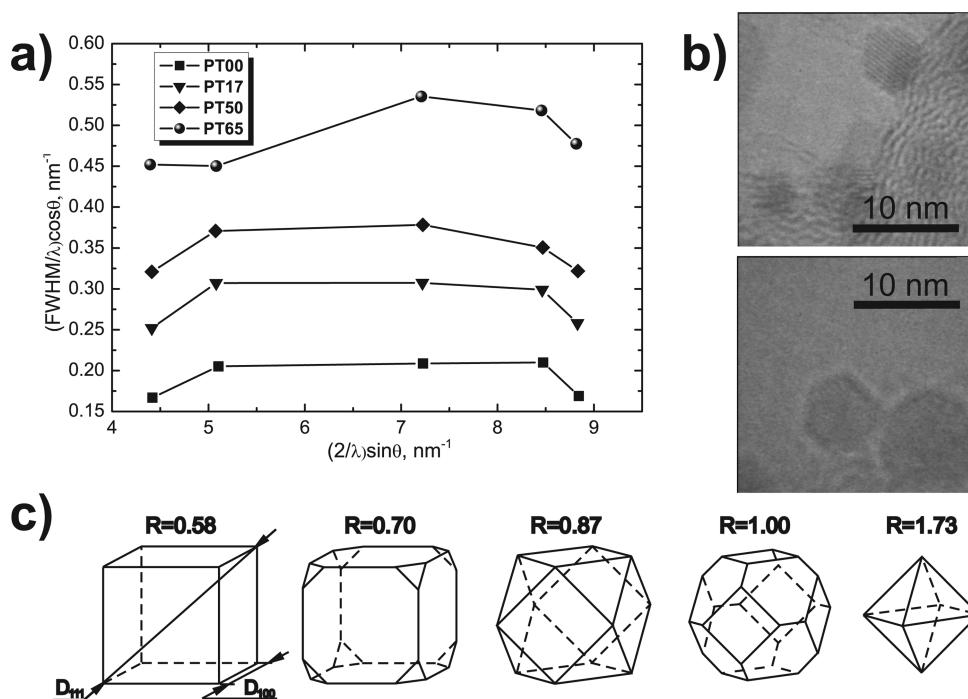 a)
0.60
0.55
0.50
0.45
0.40
0.35
0.30
0.25
0.20
0.15
(FWHM/λ)cosθ, nm⁻¹
PT00
PT17
PT50
PT65
4 5 6 7 8 9
(2/λ)sinθ, nm⁻¹
b)
10 nm
10 nm
c)
R=0.58 R=0.70 R=0.87 R=1.00 R=1.73
D₁₁₁ D₁₀₀